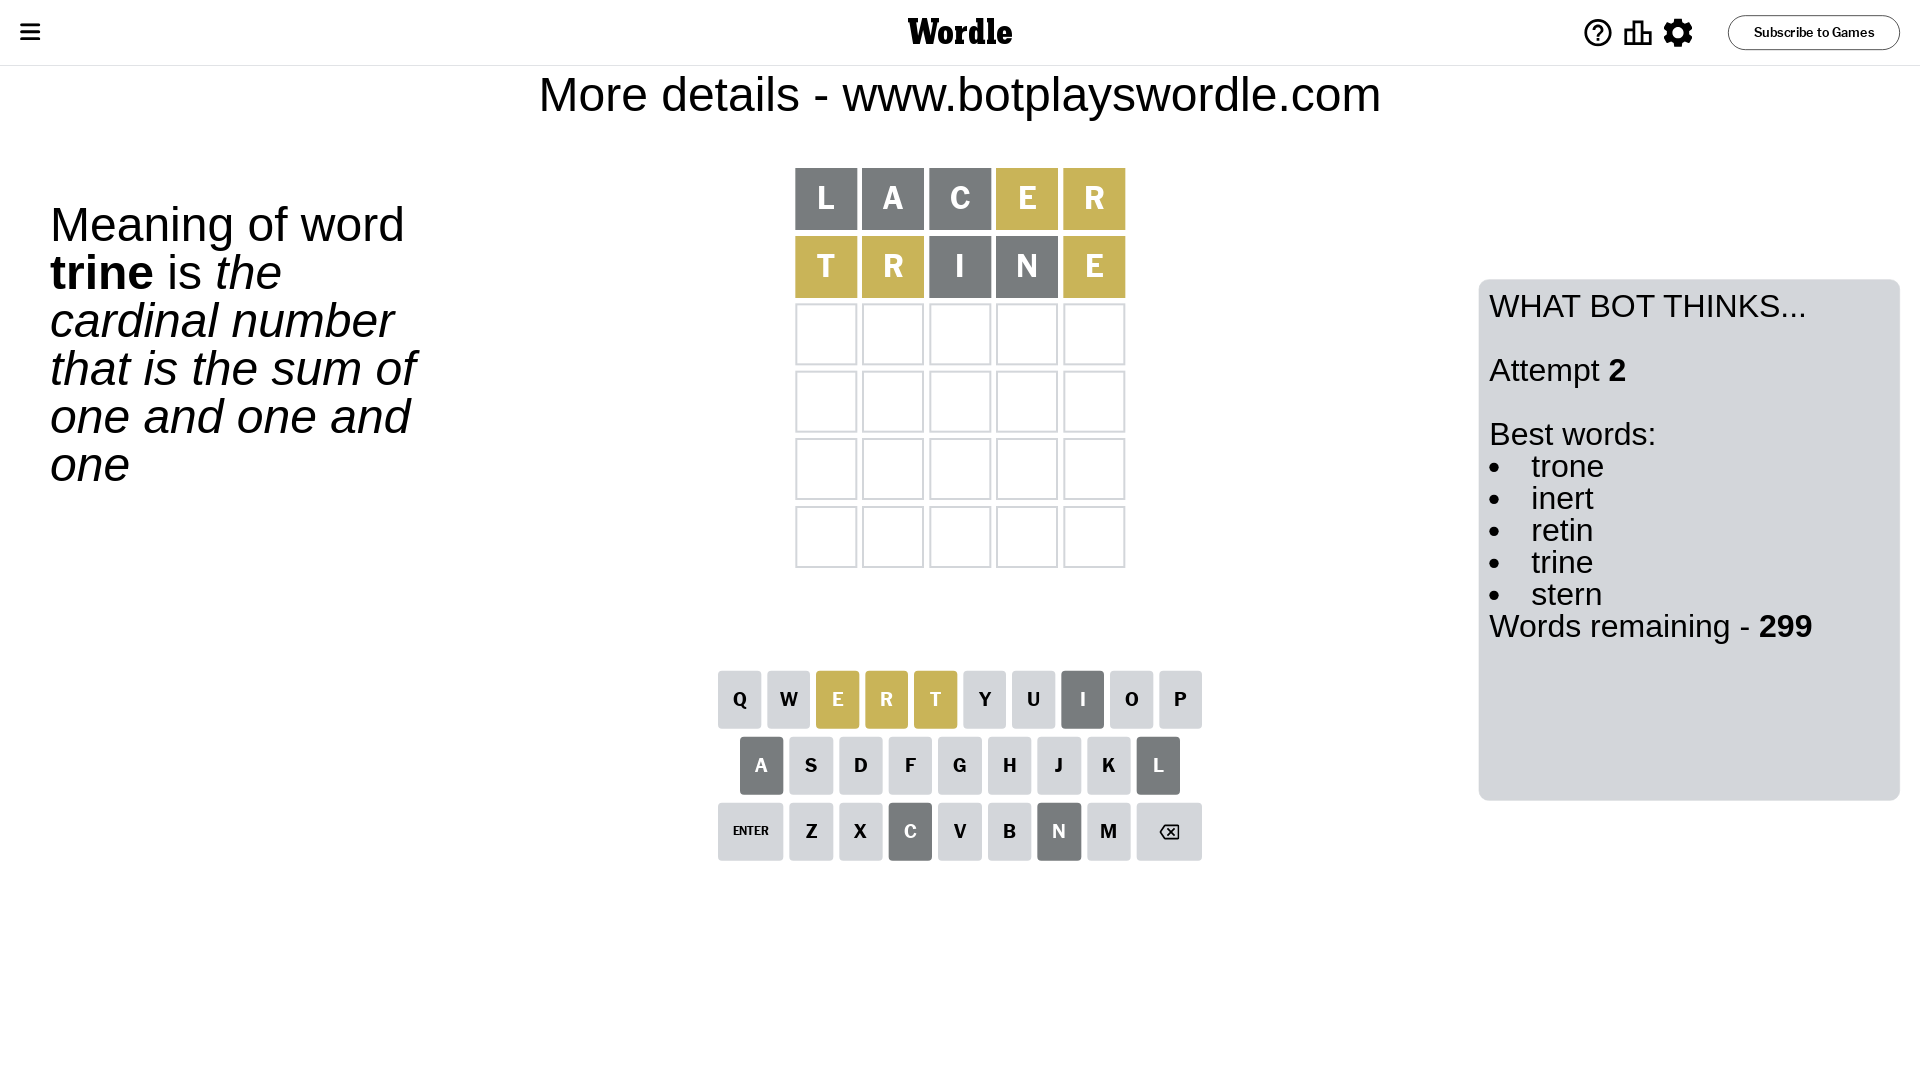 Wordle
Subscribe to Games
More details - www.botplayswordle.com
Meaning of word
trine is the
cardinal number
that is the sum of
one and one and
one
L A C E R
T R I N E
WHAT BOT THINKS...
Attempt 2
Best words:
• trone
• inert
• retin
• trine
• stern
Words remaining - 299
Q W E R T Y U I O P
A S D F G H J K L
ENTER Z X C V B N M